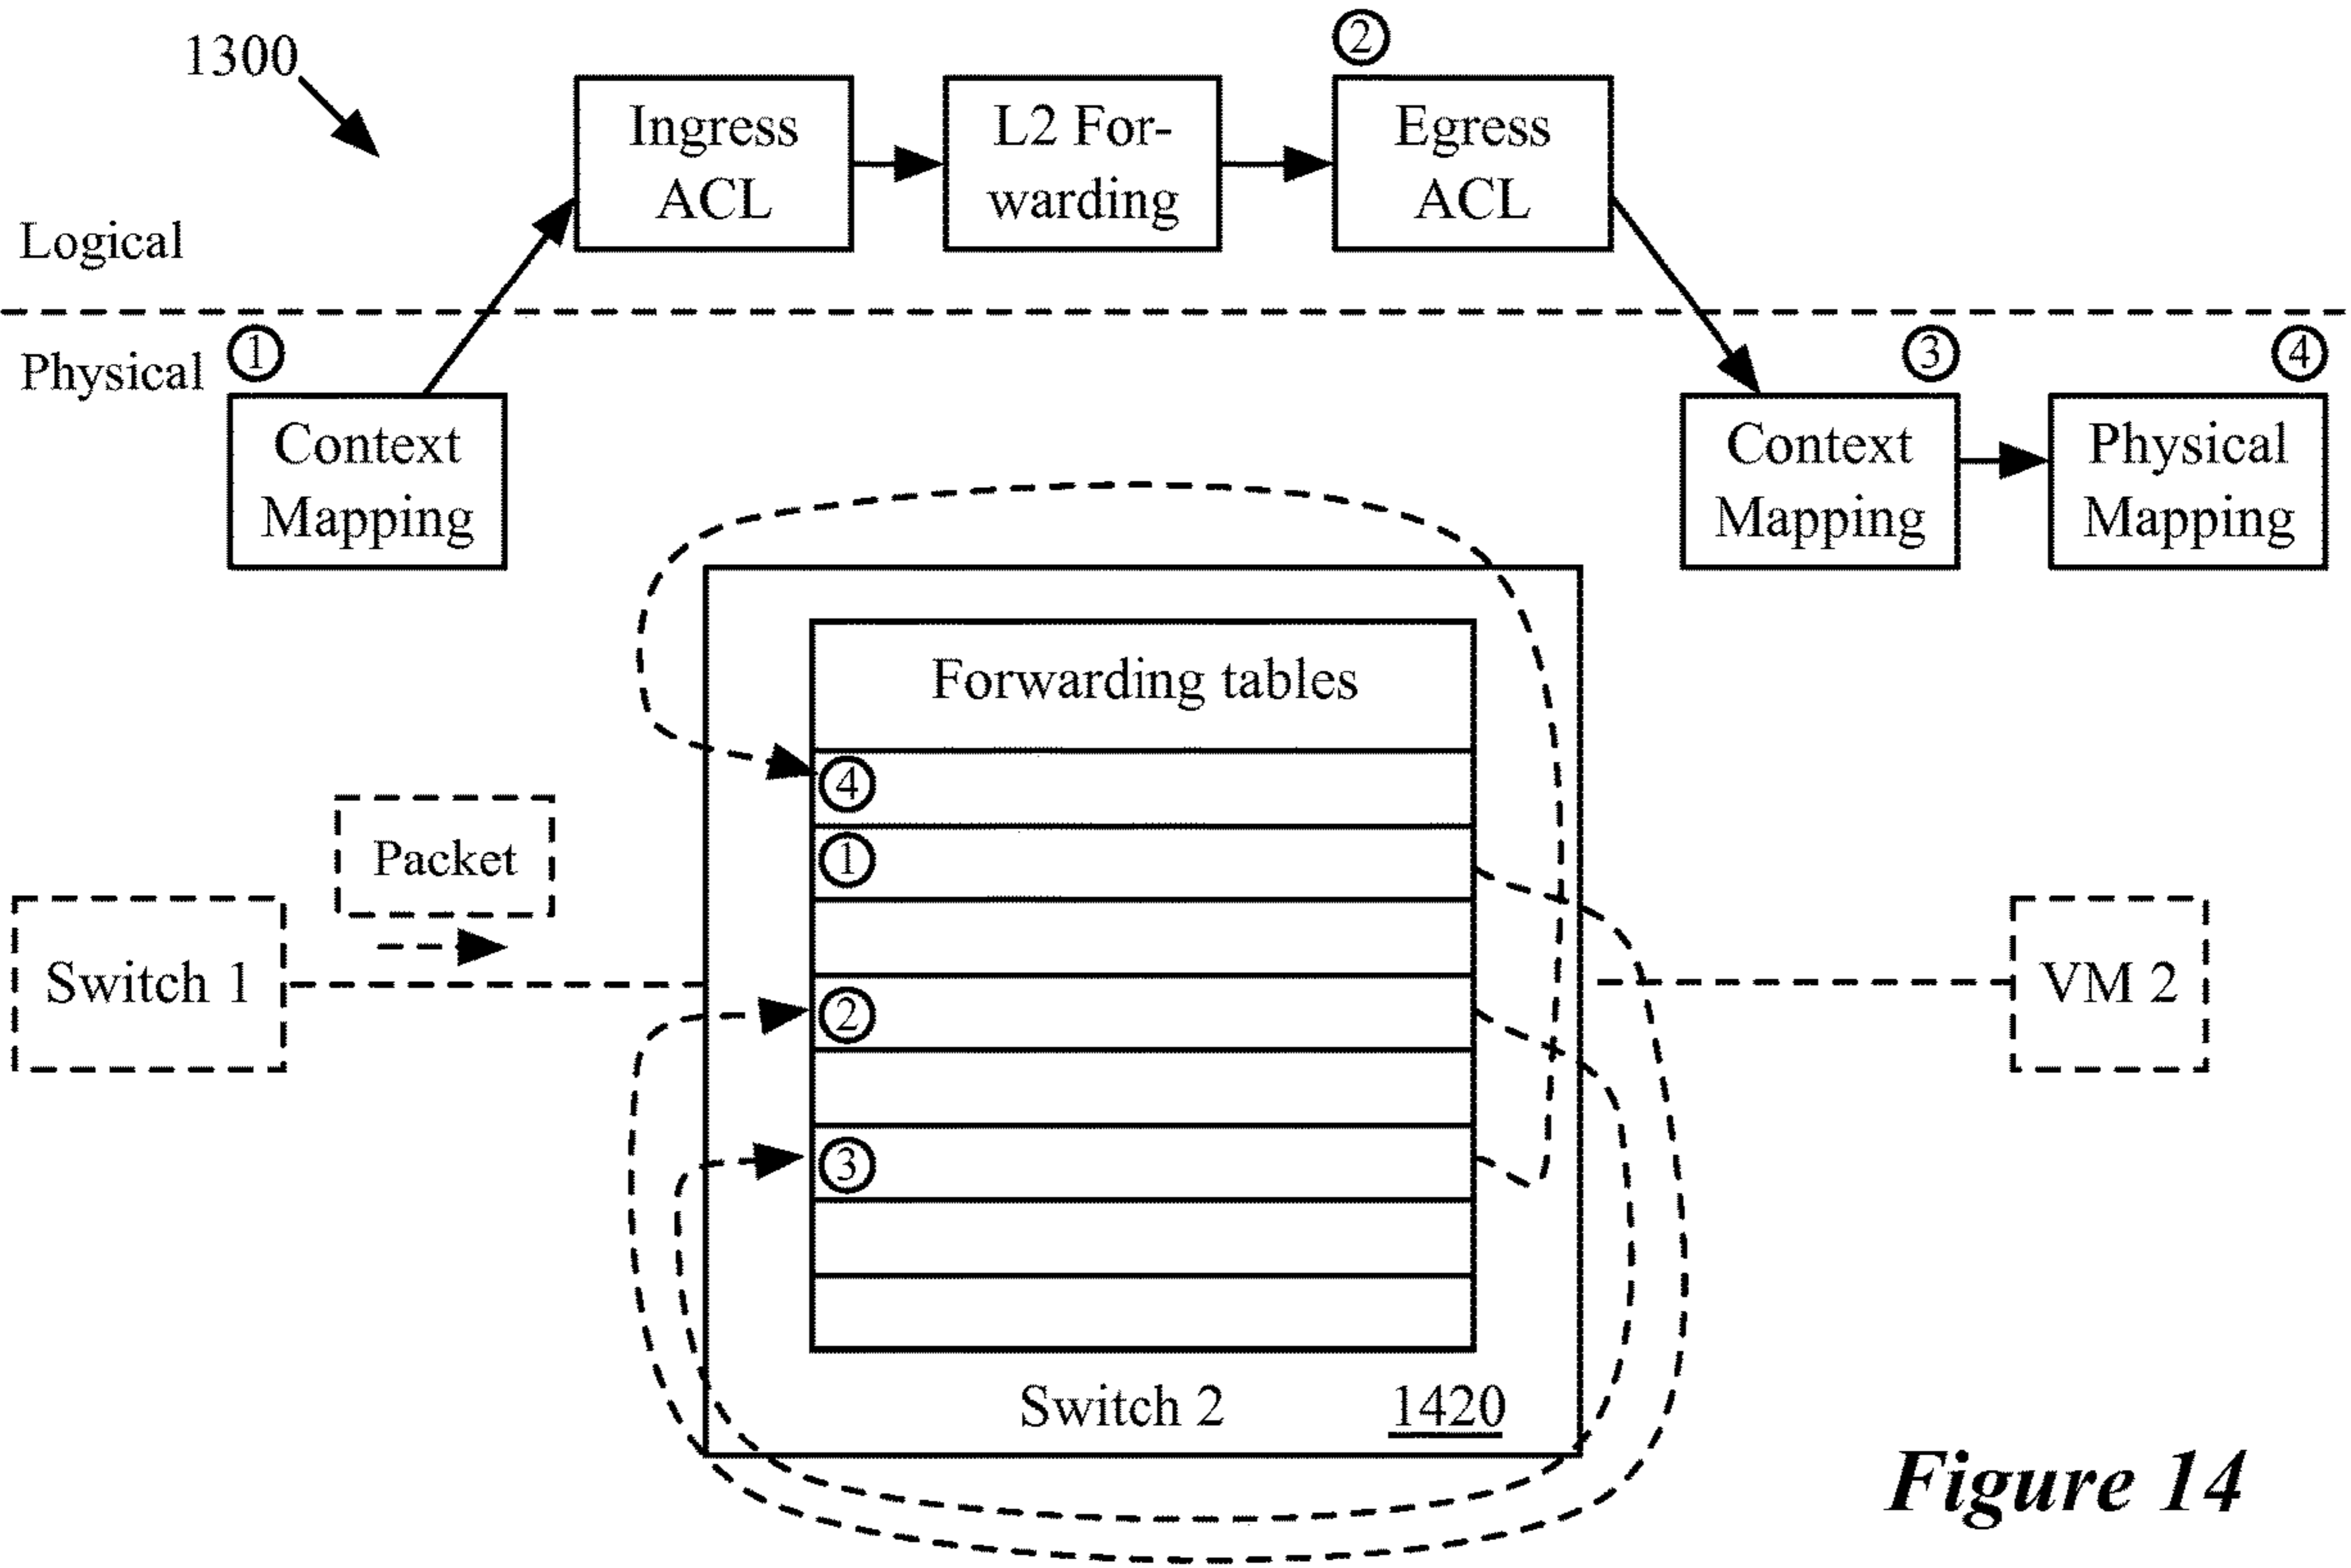 1300
②
Ingress
ACL
L2 For-
warding
Egress
ACL
Logical
Physical
①
③
④
Context
Mapping
Context
Mapping
Physical
Mapping
Forwarding tables
④
①
Packet
Switch 1
②
VM 2
③
Switch 2
1420
Figure 14